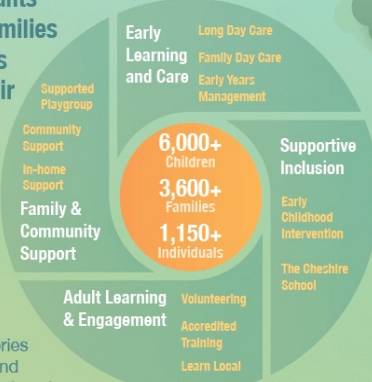 milies
ir
Early
Learning
and Care
Long Day Care
Family Day Care
Early Years
Management
Supported
Playgroup
Community
Support
In-home
Support
Family &
Community
Support
6,000+
Children
3,600+
Families
1,150+
Individuals
Supportive
Inclusion
Early
Childhood
Intervention
The Cheshire
School
Adult Learning
& Engagement
Volunteering
Accredited
Training
Learn Local
ries
nd